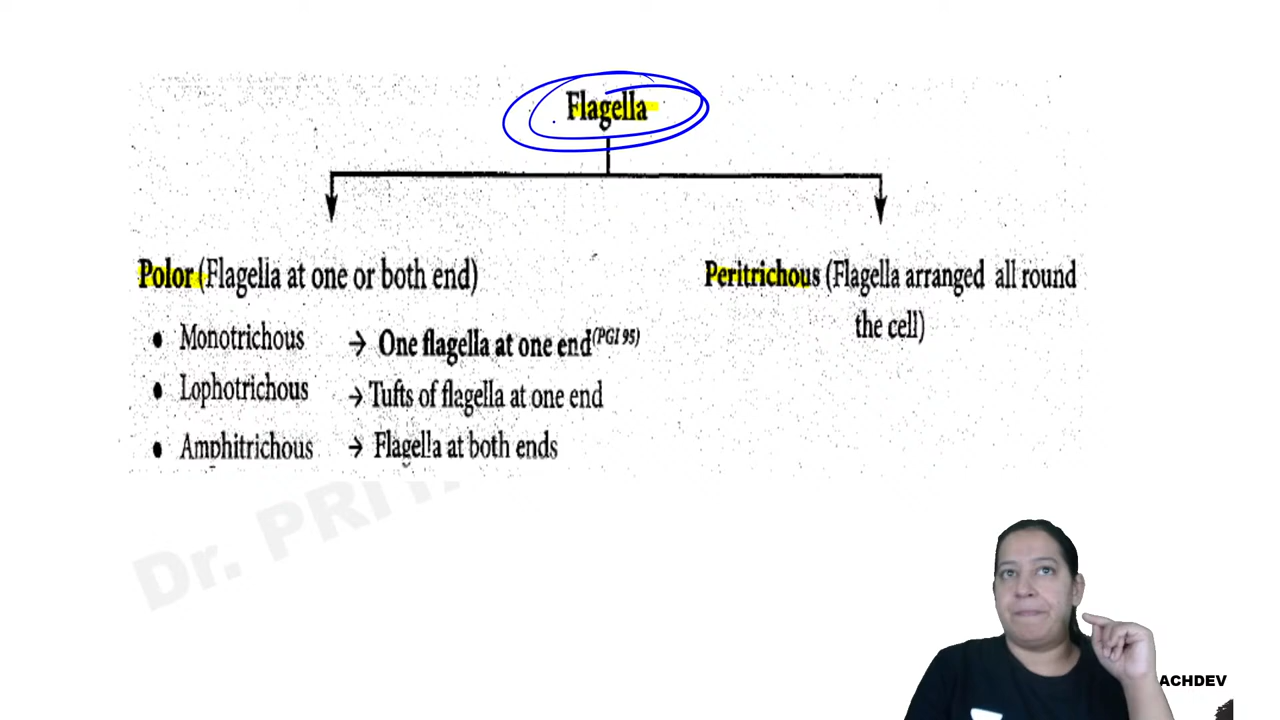 Flagella
Polor (Flagella at one or both end)
• Monotrichous → One flagella at one end (PGI 95)
• Lophotrichous → Tufts of flagella at one end
• Amphitrichous → Flagella at both ends
Peritrichous (Flagella arranged all round
the cell)
Dr.
ACHDEV